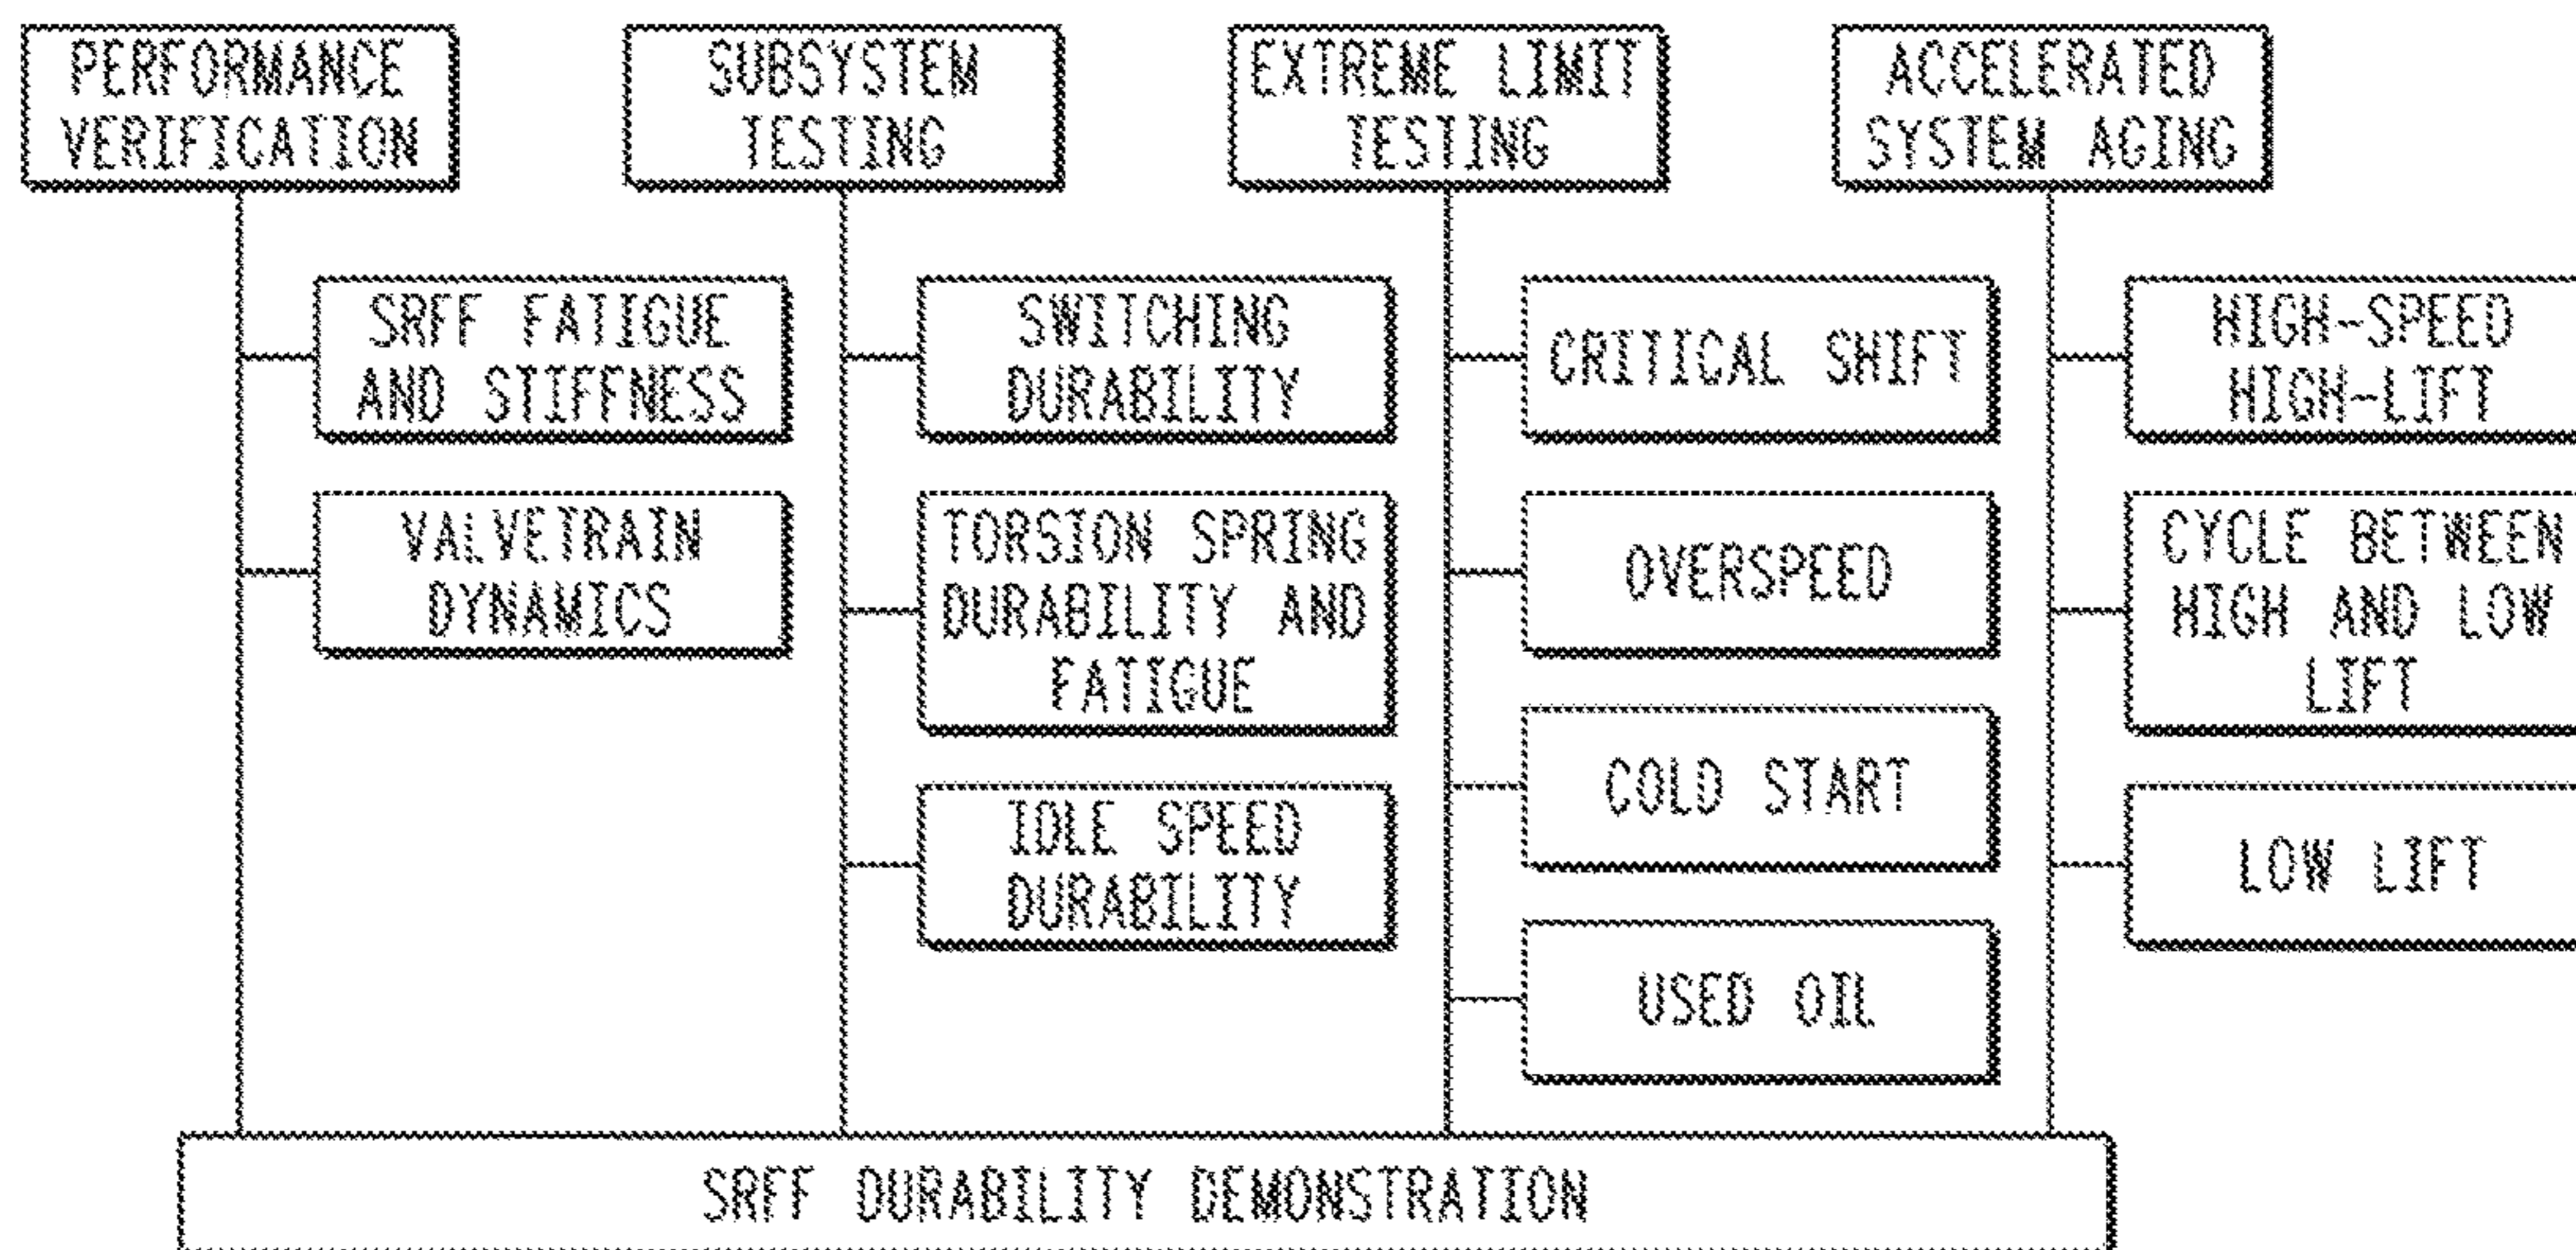 PERFORMANCE
VERIFICATION
SUBSYSTEM
TESTING
EXTREME LIMIT
TESTING
ACCELERATED
SYSTEM AGING
SRFF FATIGUE
AND STIFFNESS
VALVETRAIN
DYNAMICS
SWITCHING
DURABILITY
TORSION SPRING
DURABILITY AND
FATIGUE
IDLE SPEED
DURABILITY
CRITICAL SHIFT
OVERSPEED
COLD START
USED OIL
HIGH-SPEED
HIGH-LIFT
CYCLE BETWEEN
HIGH AND LOW
LIFT
LOW LIFT
SRFF DURABILITY DEMONSTRATION